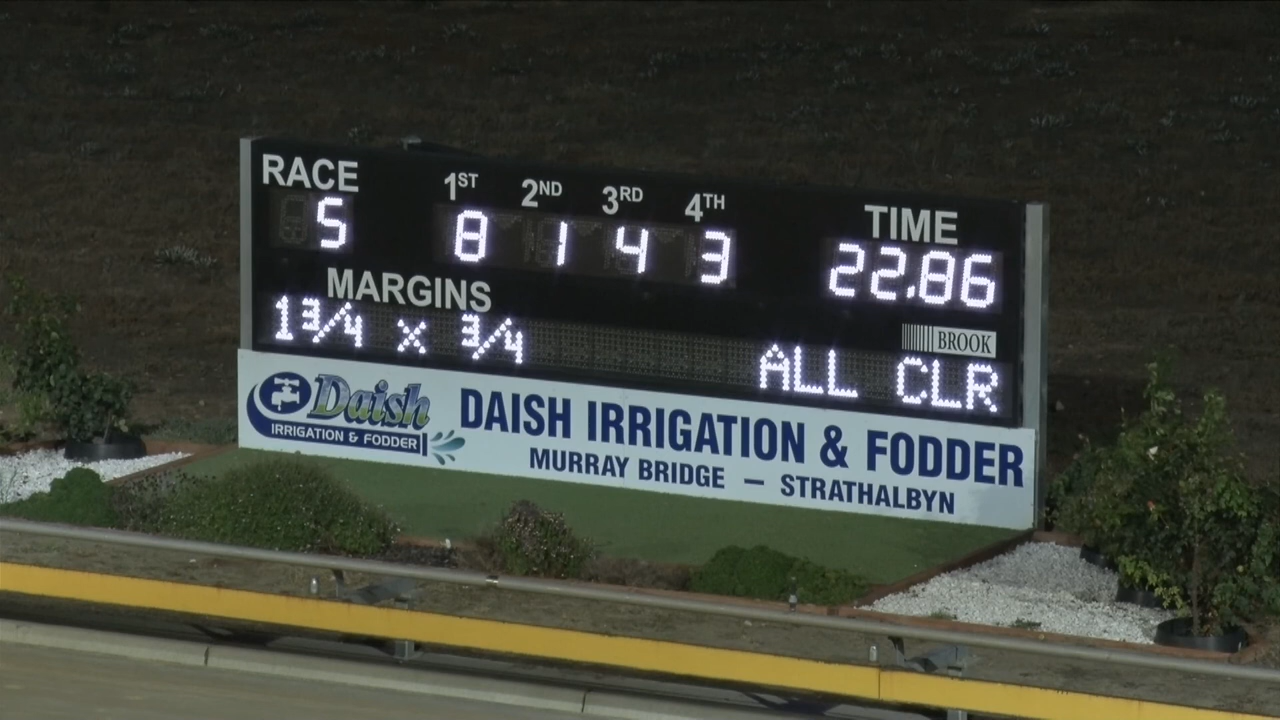 RACE 1ST 2ND 3RD 4TH TIME
5 8 1 4 3 22.86
MARGINS
BROOK
1 3/4 x 3/4 ALL CLR
Daish
IRRIGATION & FODDER
DAISH IRRIGATION & FODDER
MURRAY BRIDGE – STRATHALBYN